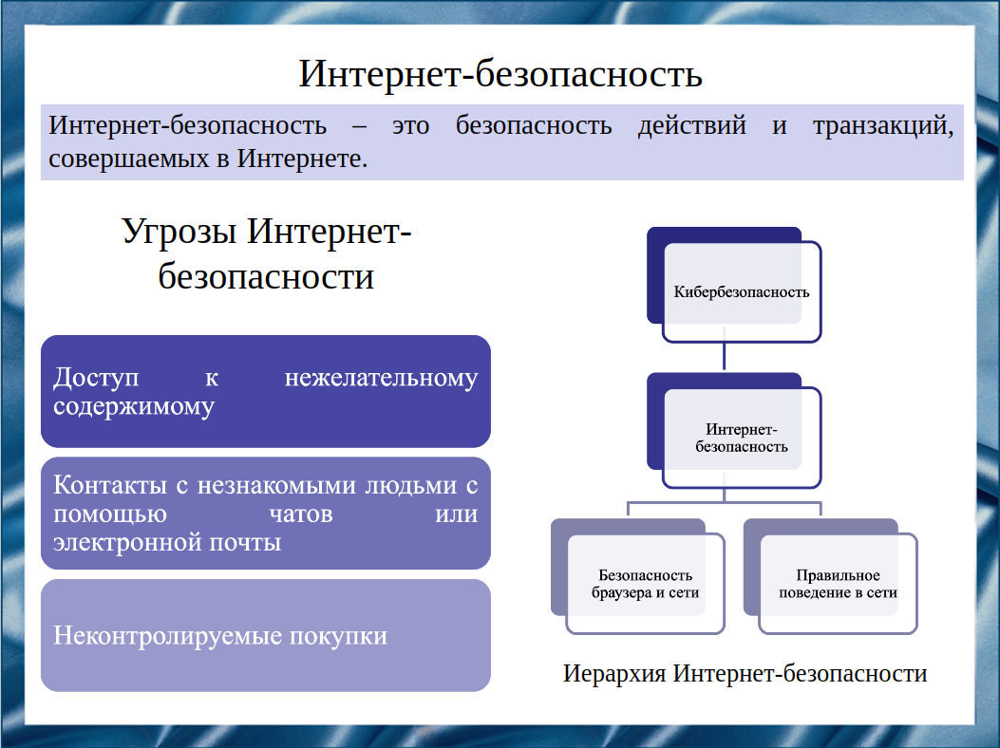 Интернет-безопасность
Интернет-безопасность – это безопасность действий и транзакций,
совершаемых в Интернете.
Угрозы Интернет-
безопасности
Доступ к нежелательному
содержимому
Контакты с незнакомыми людьми с
помощью чатов или
электронной почты
Неконтролируемые покупки
Кибербезопасность
Интернет-
безопасность
Безопасность
браузера и сети
Правильное
поведение в сети
Иерархия Интернет-безопасности